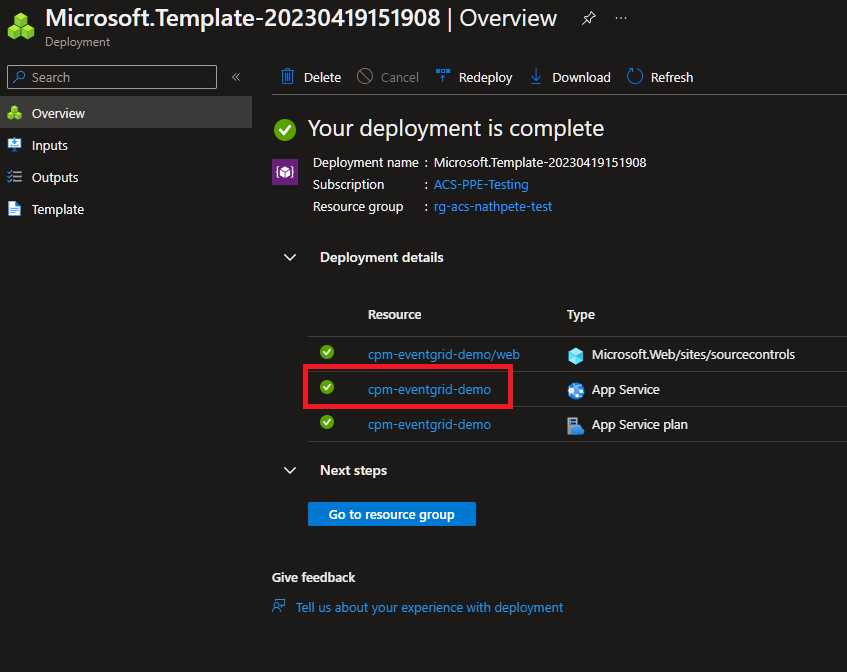 Microsoft.Template-20230419151908 | Overview
Deployment
Search
Delete Cancel Redeploy Download Refresh
Overview
Inputs
Outputs
Template
Your deployment is complete
Deployment name : Microsoft.Template-20230419151908
Subscription : ACS-PPE-Testing
Resource group : rg-acs-nathpete-test
Deployment details
Resource Type
cpm-eventgrid-demo/web Microsoft.Web/sites/sourcecontrols
cpm-eventgrid-demo App Service
cpm-eventgrid-demo App Service plan
Next steps
Go to resource group
Give feedback
Tell us about your experience with deployment